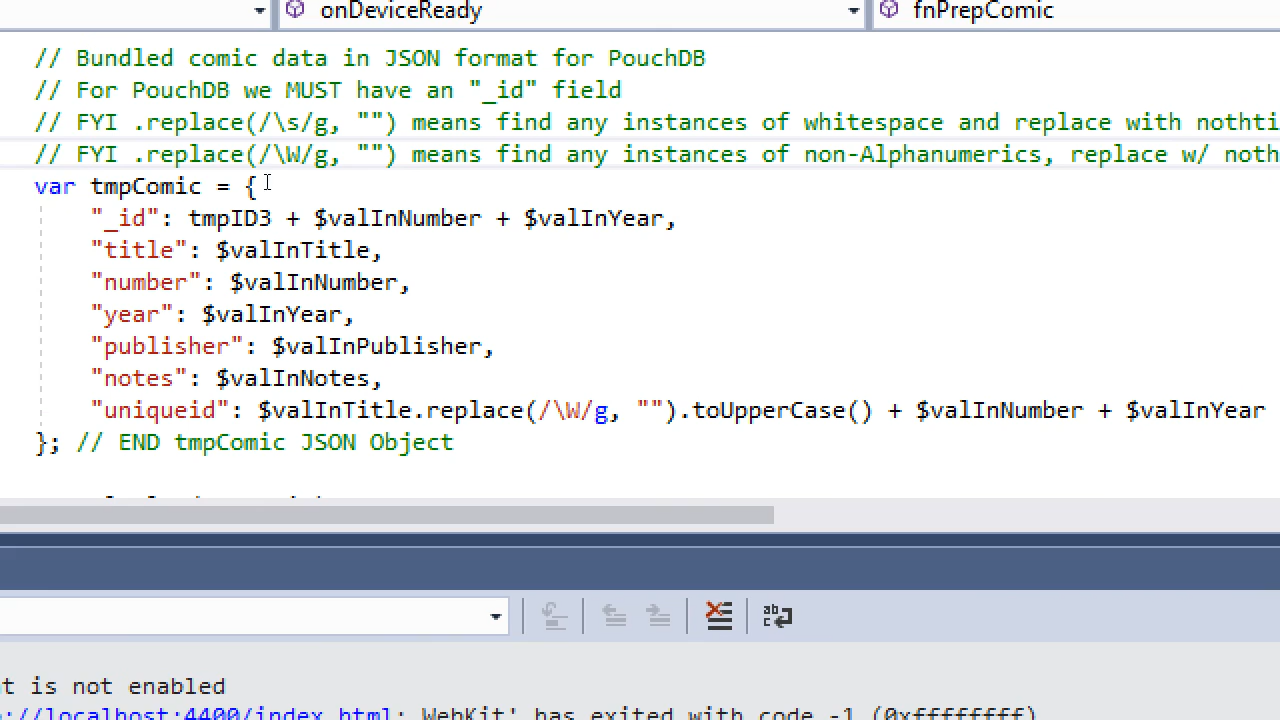 onDeviceReady fnPrepComic
// Bundled comic data in JSON format for PouchDB
// For PouchDB we MUST have an "_id" field
// FYI .replace(/\s/g, "") means find any instances of whitespace and replace with nothti
// FYI .replace(/\W/g, "") means find any instances of non-Alphanumerics, replace w/ noth
var tmpComic = {
"_id": tmpID3 + $valInNumber + $valInYear,
"title": $valInTitle,
"number": $valInNumber,
"year": $valInYear,
"publisher": $valInPublisher,
"notes": $valInNotes,
"uniqueid": $valInTitle.replace(/\W/g, "").toUpperCase() + $valInNumber + $valInYear
}; // END tmpComic JSON Object
t is not enabled
://localhost:4400/index.html: WebKit' has exited with code -1 (0xffffffff)